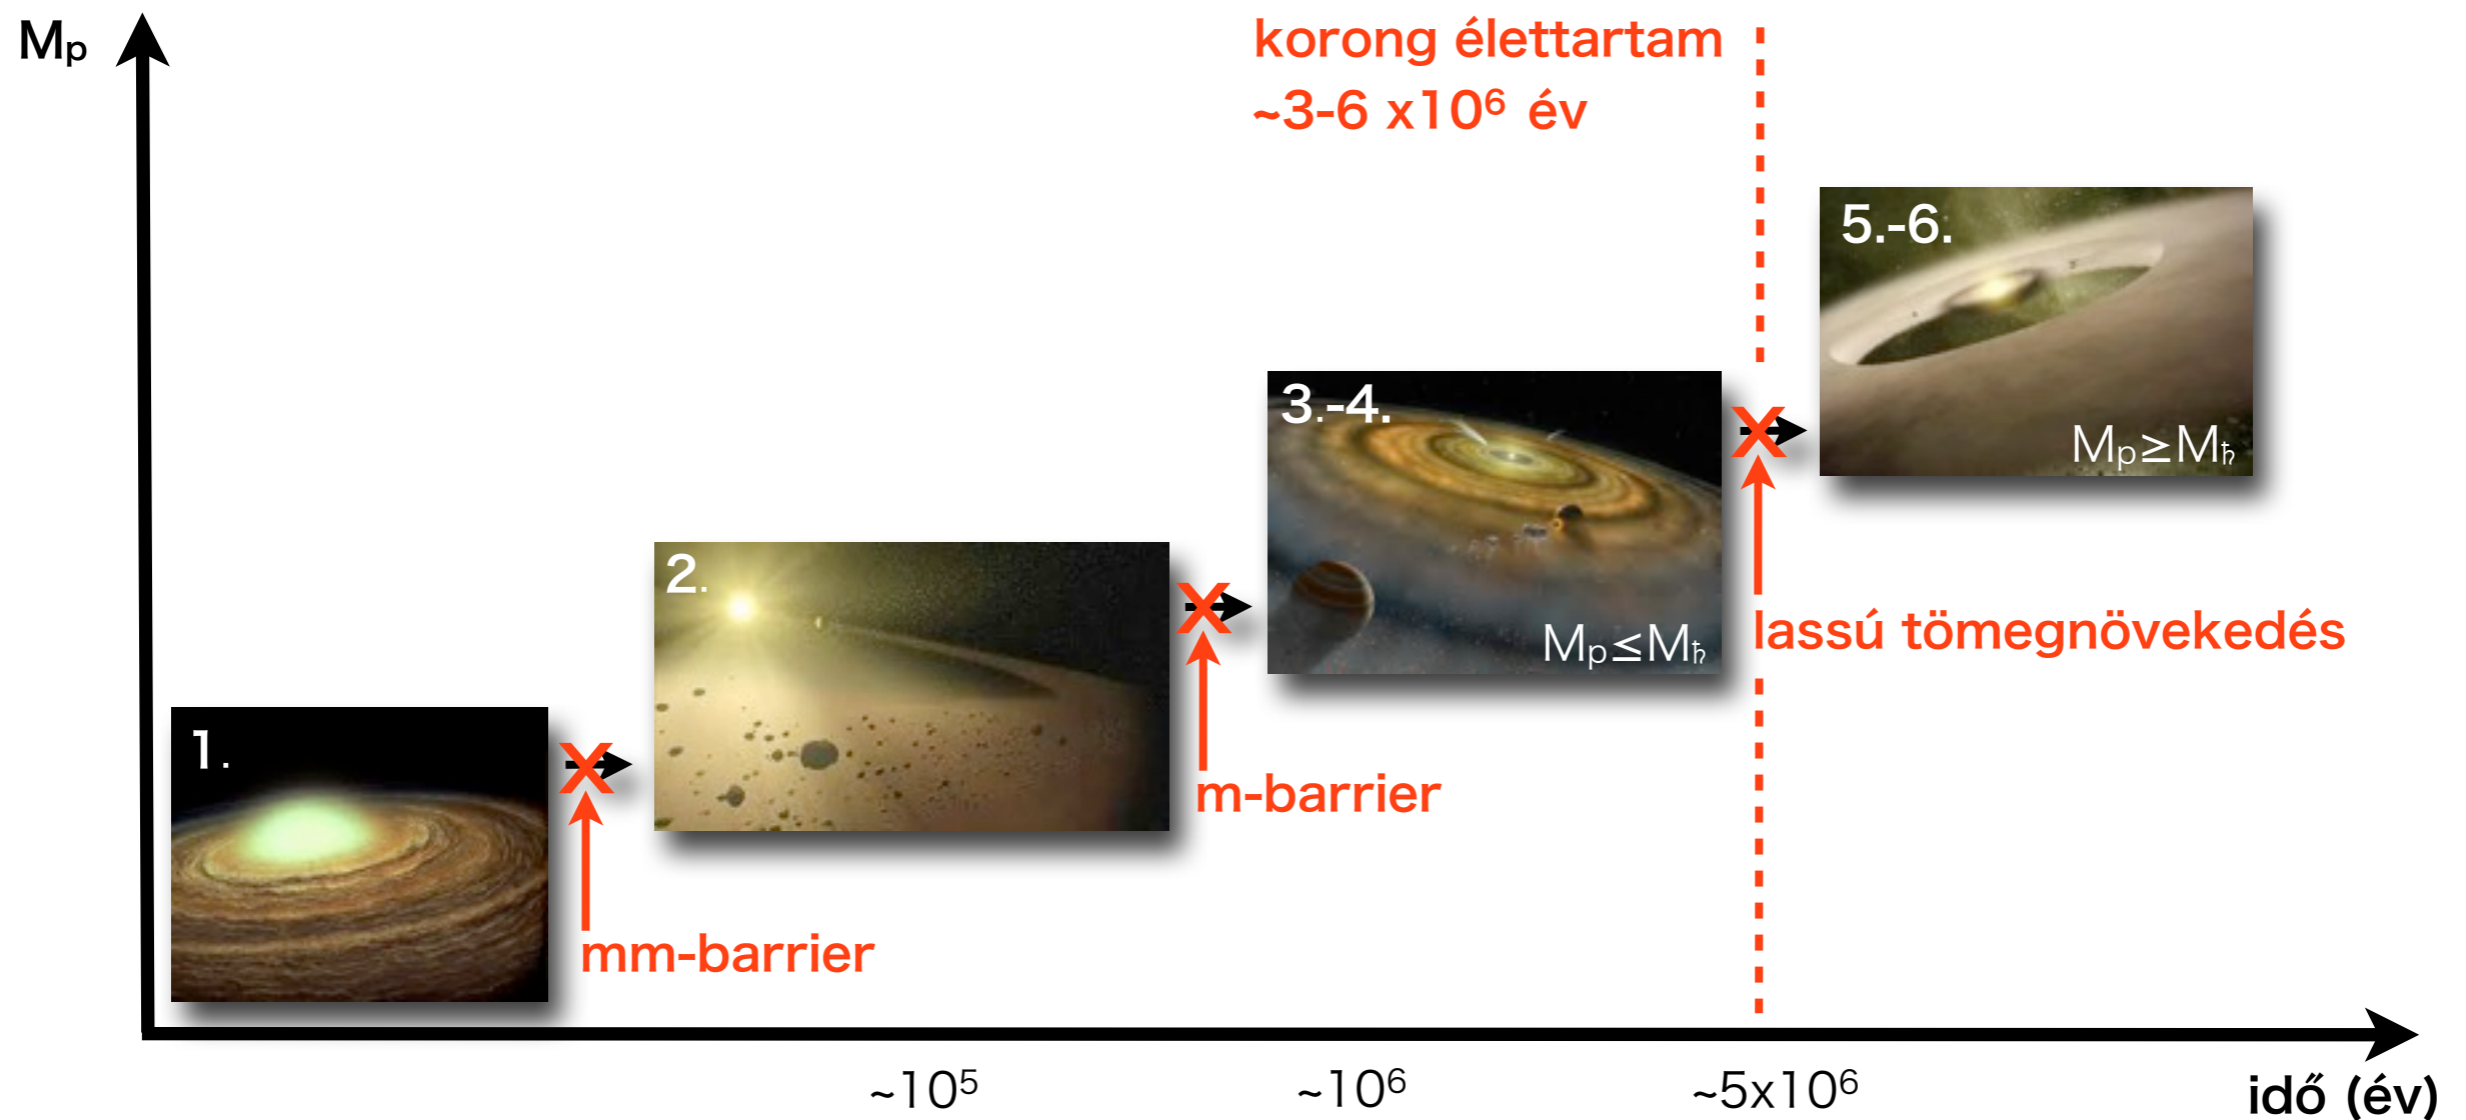 Mp
korong élettartam
~3-6 x10⁶ év
5.-6.
Mp≥M♄
3.-4.
Mp≤M♄
lassú tömegnövekedés
2.
m-barrier
1.
mm-barrier
~10⁵
~10⁶
~5x10⁶
idő (év)